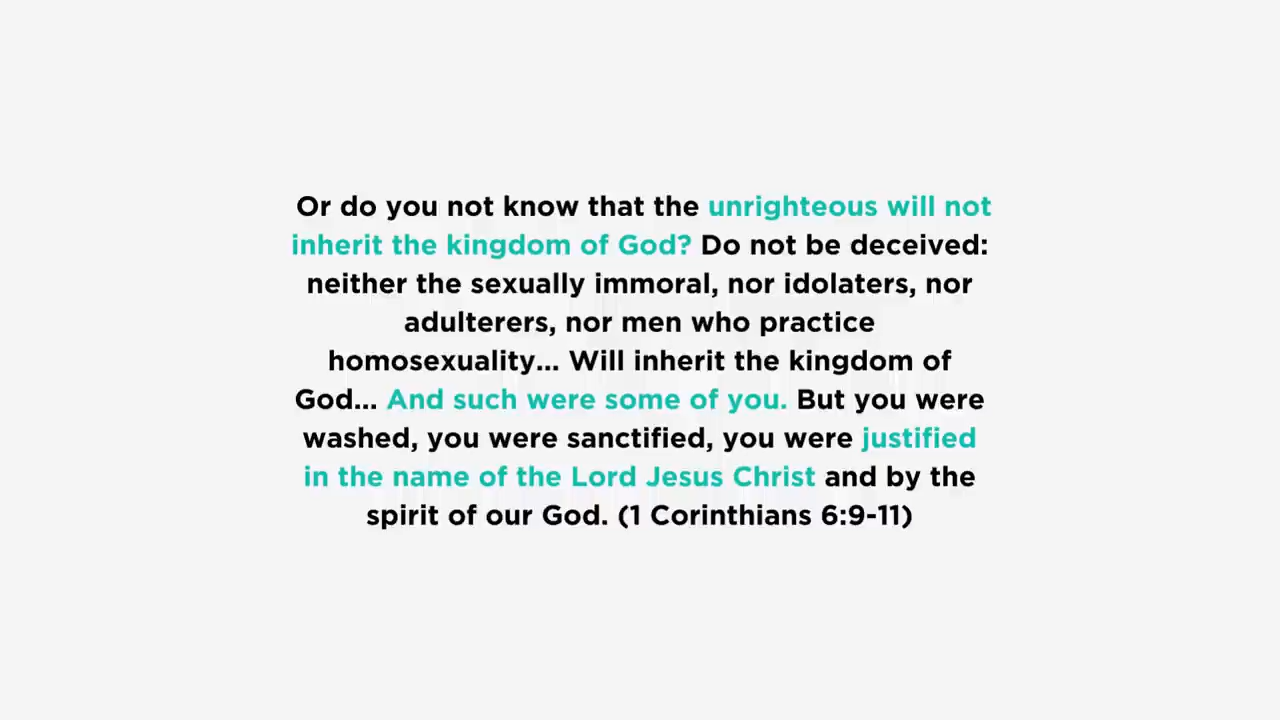 Or do you not know that the unrighteous will not
inherit the kingdom of God? Do not be deceived:
neither the sexually immoral, nor idolaters, nor
adulterers, nor men who practice
homosexuality... Will inherit the kingdom of
God... And such were some of you. But you were
washed, you were sanctified, you were justified
in the name of the Lord Jesus Christ and by the
spirit of our God. (1 Corinthians 6:9-11)